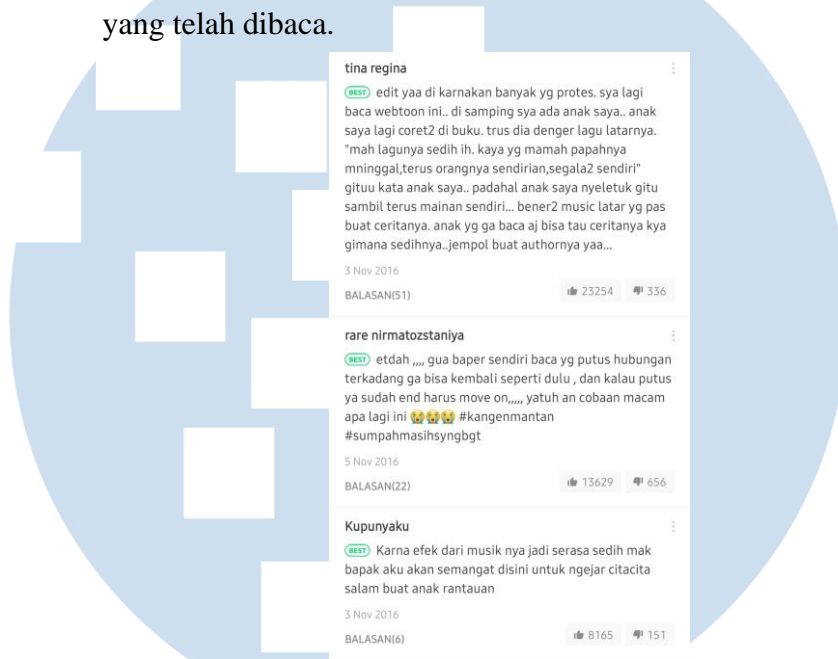 yang telah dibaca.
tina regina
BEST edit yaa di karnakan banyak yg protes. sya lagi
baca webtoon ini.. di samping sya ada anak saya.. anak
saya lagi coret2 di buku. trus dia denger lagu latarnya.
"mah lagunya sedih ih. kaya yg mamah papahnya
mninggal,terus orangnya sendirian,segala2 sendiri"
gituu kata anak saya.. padahal anak saya nyeletuk gitu
sambil terus mainan sendiri... bener2 music latar yg pas
buat ceritanya. anak yg ga baca aj bisa tau ceritanya kya
gimana sedihnya..jempol buat authornya yaa...
3 Nov 2016
BALASAN(51) 23254 336
rare nirmatozstaniya
BEST etdah ,,,, gua baper sendiri baca yg putus hubungan
terkadang ga bisa kembali seperti dulu , dan kalau putus
ya sudah end harus move on,,,,, yatuh an cobaan macam
apa lagi ini 😭😭😭 #kangenmantan
#sumpahmasihsyngbgt
5 Nov 2016
BALASAN(22) 13629 656
Kupunyaku
BEST Karna efek dari musik nya jadi serasa sedih mak
bapak aku akan semangat disini untuk ngejar citacita
salam buat anak rantauan
3 Nov 2016
BALASAN(6) 8165 151